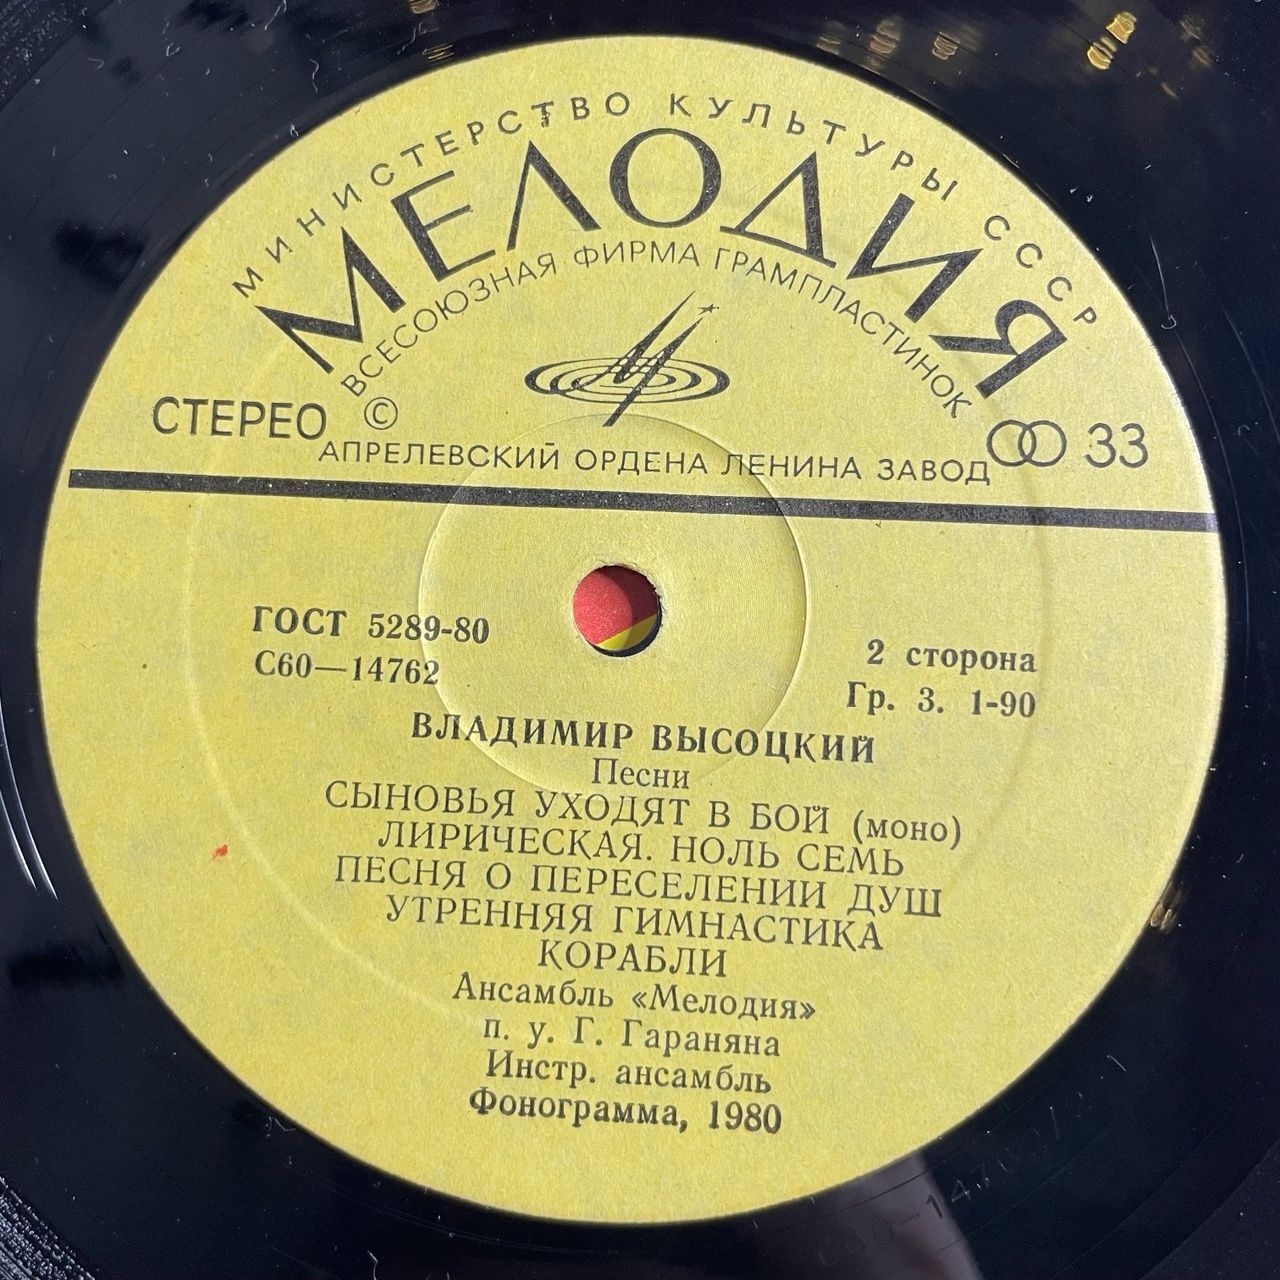 МИНИСТЕРСТВО КУЛЬТУРЫ СССР
МЕЛОДИЯ
ВСЕСОЮЗНАЯ ФИРМА ГРАМПЛАСТИНОК
СТЕРЕО © 33
АПРЕЛЕВСКИЙ ОРДЕНА ЛЕНИНА ЗАВОД
ГОСТ 5289-80
С60—14762
2 сторона
Гр. 3. 1-90
ВЛАДИМИР ВЫСОЦКИЙ
Песни
СЫНОВЬЯ УХОДЯТ В БОЙ (моно)
ЛИРИЧЕСКАЯ. НОЛЬ СЕМЬ
ПЕСНЯ О ПЕРЕСЕЛЕНИИ ДУШ
УТРЕННЯЯ ГИМНАСТИКА
КОРАБЛИ
Ансамбль «Мелодия»
п. у. Г. Гараняна
Инстр. ансамбль
Фонограмма, 1980